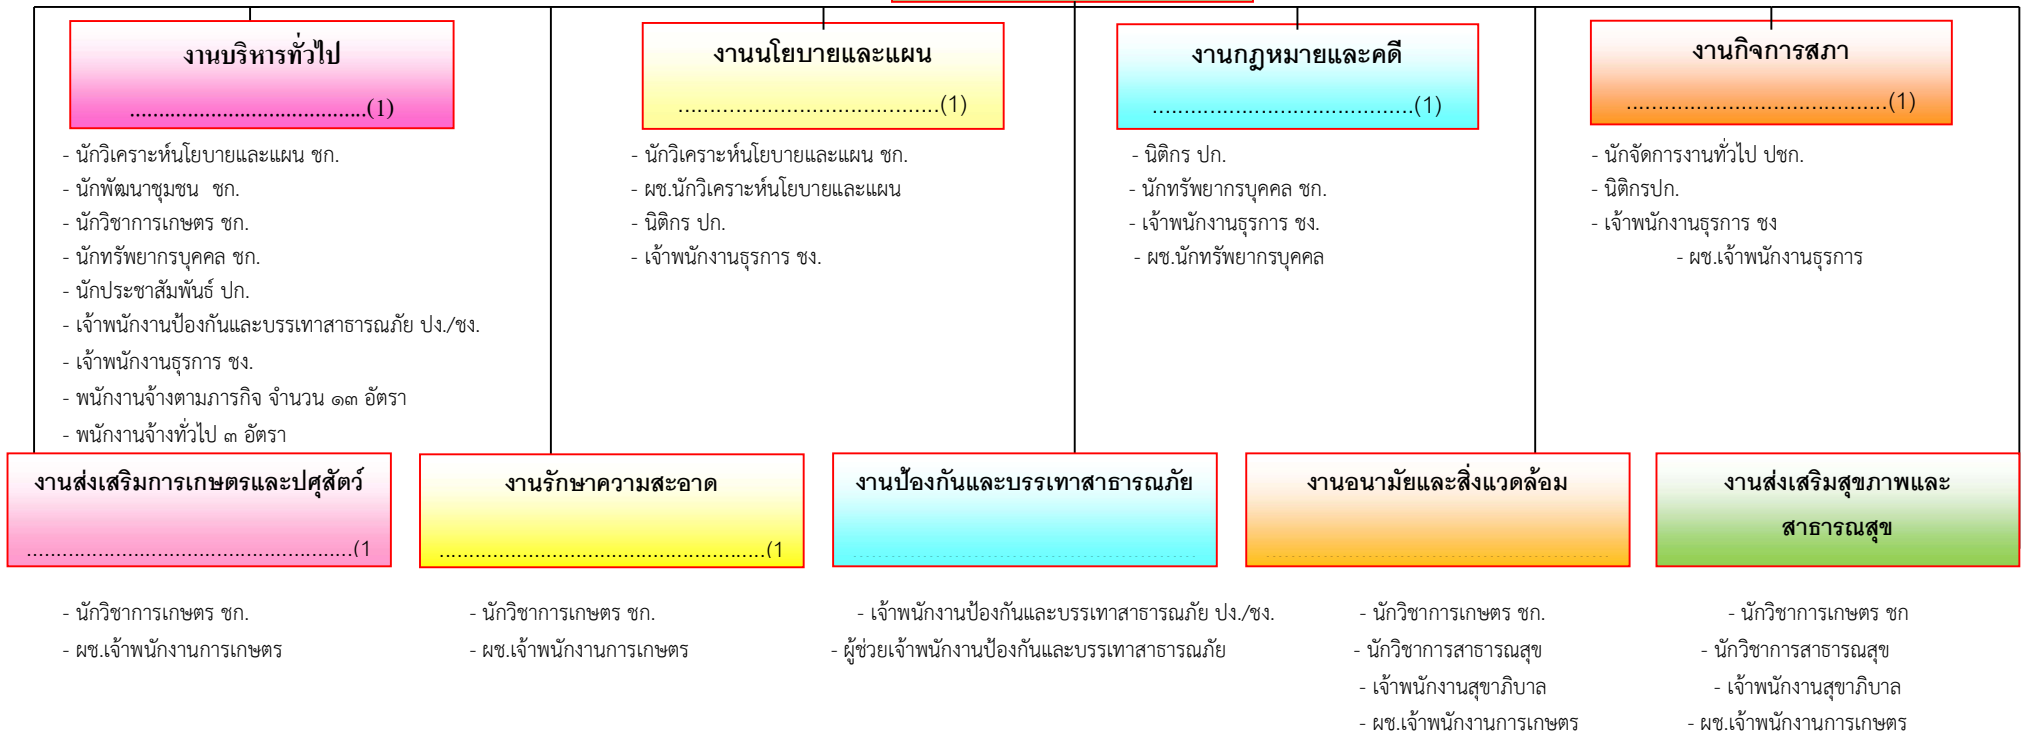 งานบริหารทั่วไป
........................................(1)
- นักวิเคราะห์นโยบายและแผน ชก.
- นักพัฒนาชุมชน ชก.
- นักวิชาการเกษตร ชก.
- นักทรัพยากรบุคคล ชก.
- นักประชาสัมพันธ์ ปก.
- เจ้าพนักงานป้องกันและบรรเทาสาธารณภัย ปง./ชง.
- เจ้าพนักงานธุรการ ชง.
- พนักงานจ้างตามภารกิจ จำนวน ๑๓ อัตรา
- พนักงานจ้างทั่วไป ๓ อัตรา
งานนโยบายและแผน
.........................................(1)
- นักวิเคราะห์นโยบายและแผน ชก.
- ผช.นักวิเคราะห์นโยบายและแผน
- นิติกร ปก.
- เจ้าพนักงานธุรการ ชง.
งานกฎหมายและคดี
.........................................(1)
- นิติกร ปก.
- นักทรัพยากรบุคคล ชก.
- เจ้าพนักงานธุรการ ชง.
- ผช.นักทรัพยากรบุคคล
งานกิจการสภา
.........................................(1)
- นักจัดการงานทั่วไป ปชก.
- นิติกรปก.
- เจ้าพนักงานธุรการ ชง
- ผช.เจ้าพนักงานธุรการ
งานส่งเสริมการเกษตรและปศุสัตว์
......................................................(1
- นักวิชาการเกษตร ชก.
- ผช.เจ้าพนักงานการเกษตร
งานรักษาความสะอาด
......................................................(1
- นักวิชาการเกษตร ชก.
- ผช.เจ้าพนักงานการเกษตร
งานป้องกันและบรรเทาสาธารณภัย
......................................................
- เจ้าพนักงานป้องกันและบรรเทาสาธารณภัย ปง./ชง.
- ผู้ช่วยเจ้าพนักงานป้องกันและบรรเทาสาธารณภัย
งานอนามัยและสิ่งแวดล้อม
......................................................
- นักวิชาการเกษตร ชก.
- นักวิชาการสาธารณสุข
- เจ้าพนักงานสุขาภิบาล
- ผช.เจ้าพนักงานการเกษตร
งานส่งเสริมสุขภาพและ
สาธารณสุข
- นักวิชาการเกษตร ชก
- นักวิชาการสาธารณสุข
- เจ้าพนักงานสุขาภิบาล
- ผช.เจ้าพนักงานการเกษตร